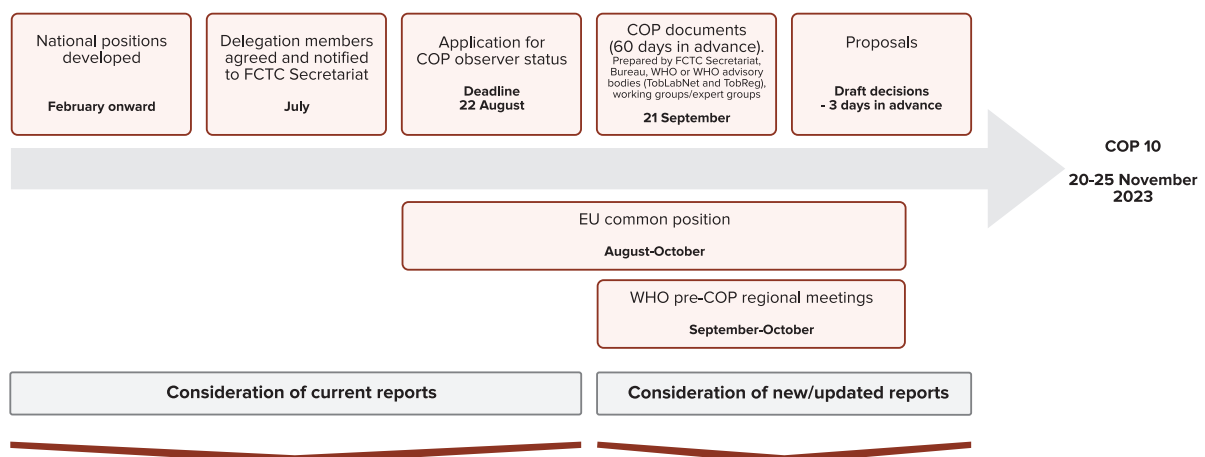 National positions
developed
February onward
Delegation members
agreed and notified
to FCTC Secretariat
July
Application for
COP observer status
Deadline
22 August
COP documents
(60 days in advance).
Prepared by FCTC Secretariat,
Bureau, WHO or WHO advisory
bodies (TobLabNet and TobReg),
working groups/expert groups
21 September
Proposals
Draft decisions
- 3 days in advance
COP 10
20-25 November
2023
EU common position
August-October
WHO pre-COP regional meetings
September-October
Consideration of current reports
Consideration of new/updated reports